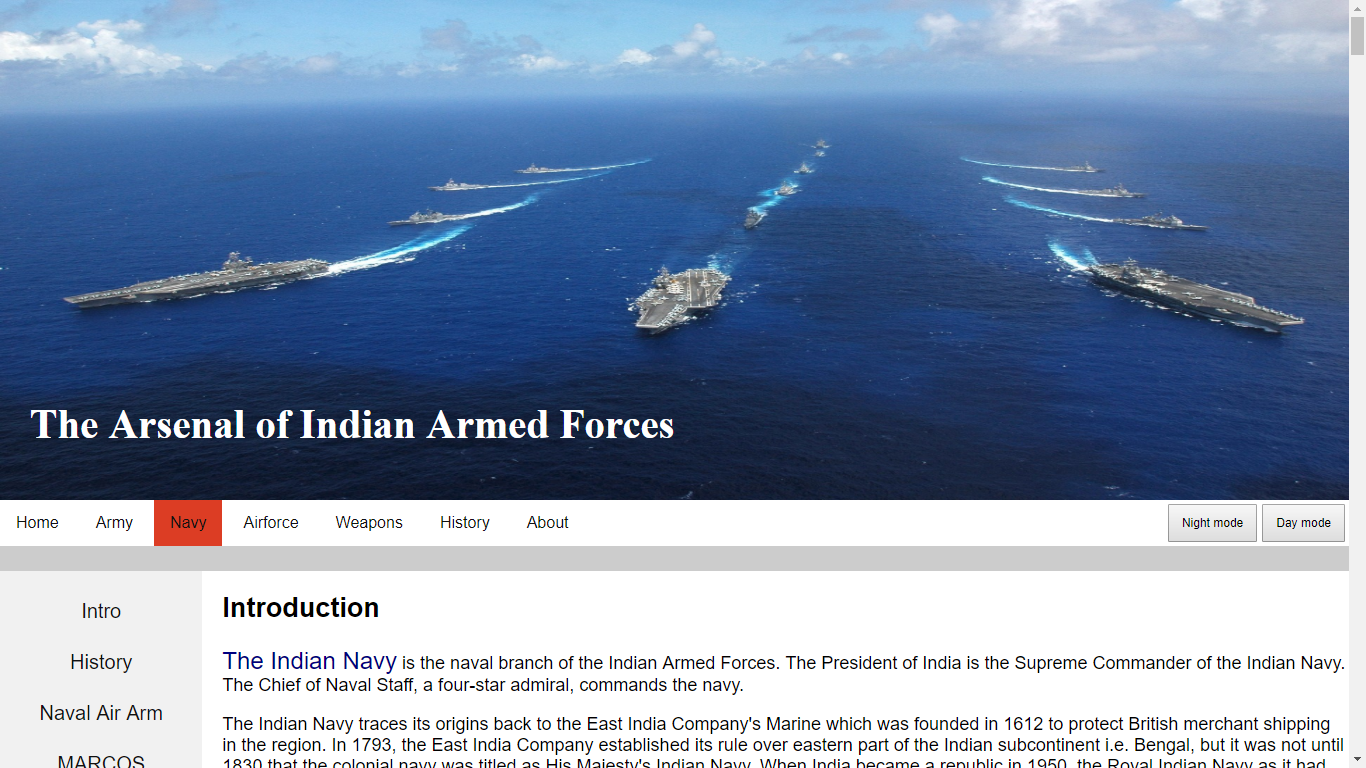 The Arsenal of Indian Armed Forces
Home Army Navy Airforce Weapons History About Night mode Day mode
Intro
History
Naval Air Arm
MARCOS
Introduction
The Indian Navy is the naval branch of the Indian Armed Forces. The President of India is the Supreme Commander of the Indian Navy.
The Chief of Naval Staff, a four-star admiral, commands the navy.
The Indian Navy traces its origins back to the East India Company's Marine which was founded in 1612 to protect British merchant shipping
in the region. In 1793, the East India Company established its rule over eastern part of the Indian subcontinent i.e. Bengal, but it was not until
1830 that the colonial navy was titled as His Majesty's Indian Navy. When India became a republic in 1950, the Royal Indian Navy as it had